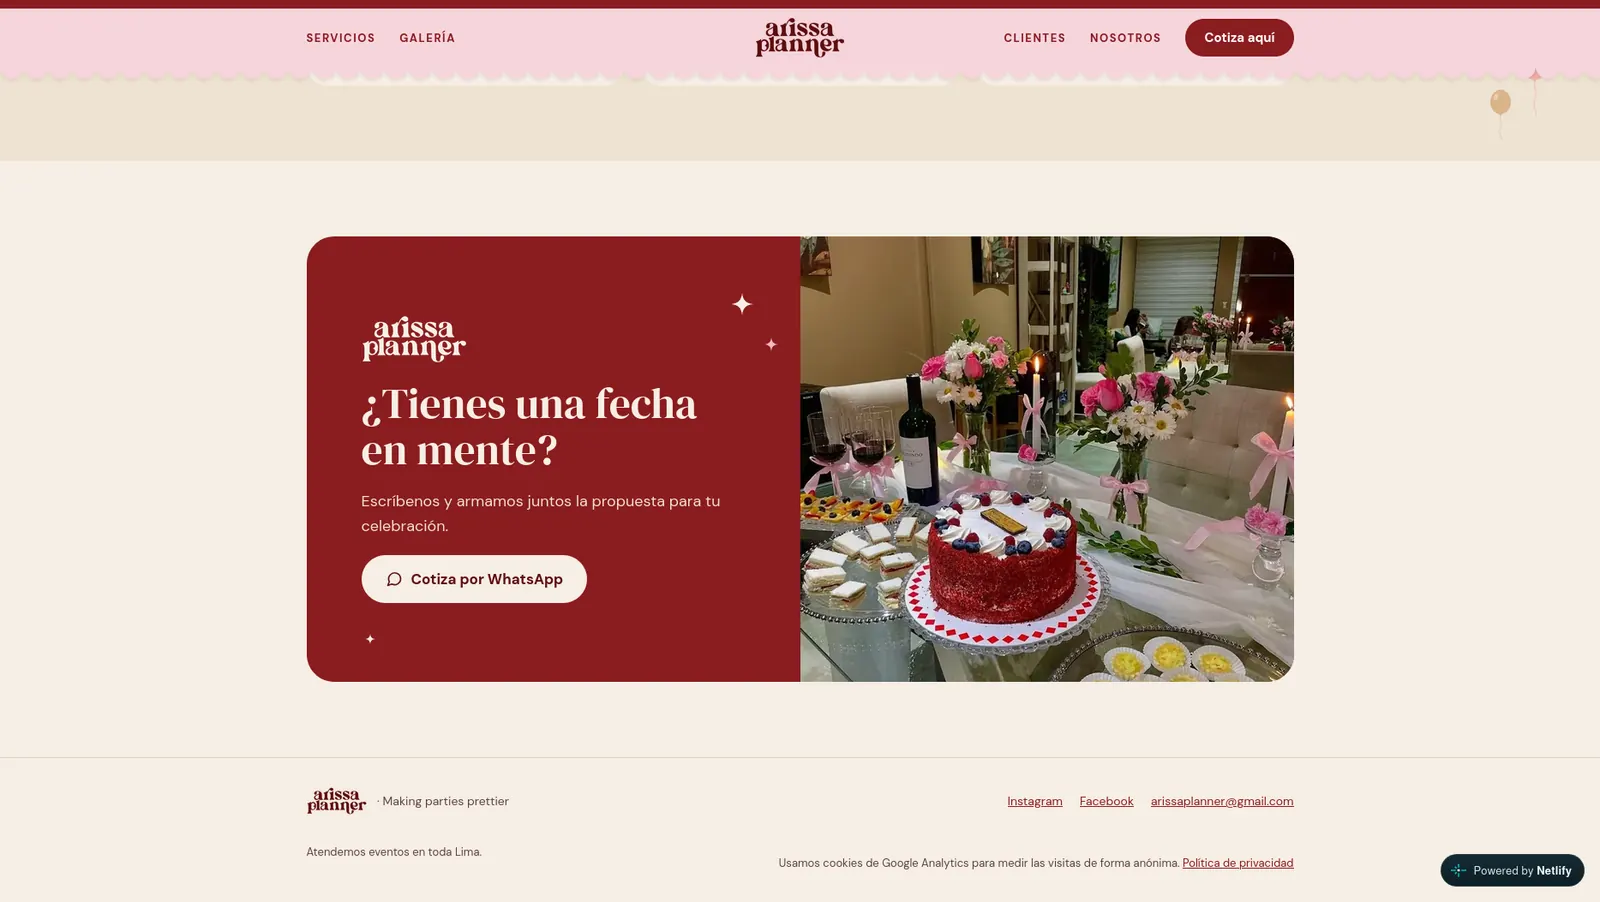 SERVICIOS
GALERÍA
arissa
planner
CLIENTES
NOSOTROS
Cotiza aquí
arissa
planner
¿Tienes una fecha
en mente?
Escríbenos y armamos juntos la propuesta para tu
celebración.
Cotiza por WhatsApp
arissa
planner
· Making parties prettier
Instagram
Facebook
arissaplanner@gmail.com
Atendemos eventos en toda Lima.
Usamos cookies de Google Analytics para medir las visitas de forma anónima. Política de privacidad
Powered by Netlify